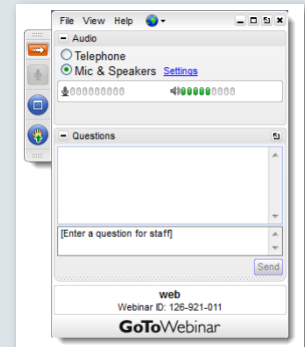 File View Help
Audio
Telephone
Mic & Speakers Settings
Questions
[Enter a question for staff]
Send
web
Webinar ID: 126-921-011
GoToWebinar